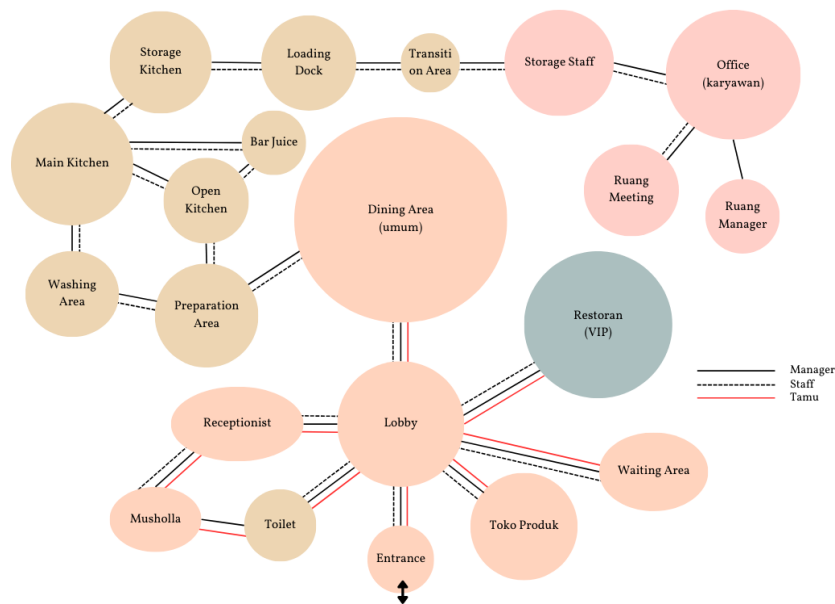 Storage
Kitchen
Loading
Dock
Transiti
on Area
Storage Staff
Office
(karyawan)
Main Kitchen
Bar Juice
Open
Kitchen
Dining Area
(umum)
Ruang
Meeting
Ruang
Manager
Washing
Area
Preparation
Area
Restoran
(VIP)
Manager
Staff
Tamu
Receptionist
Lobby
Waiting Area
Musholla
Toilet
Toko Produk
Entrance